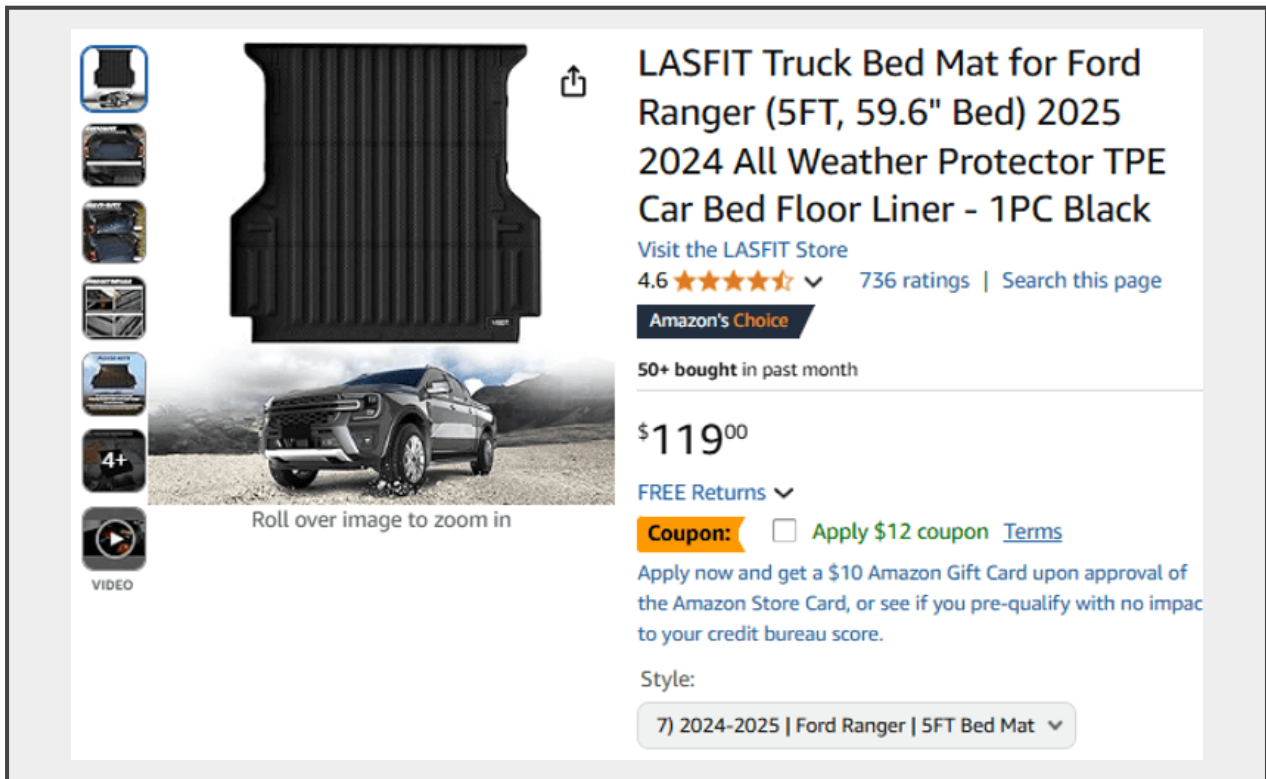 LASFIT Truck Bed Mat for Ford
Ranger (5FT, 59.6" Bed) 2025
2024 All Weather Protector TPE
Car Bed Floor Liner - 1PC Black
Visit the LASFIT Store
4.6 736 ratings | Search this page
Amazon's Choice
50+ bought in past month
$11900
FREE Returns
Coupon: Apply $12 coupon Terms
Apply now and get a $10 Amazon Gift Card upon approval of
the Amazon Store Card, or see if you pre-qualify with no impac
to your credit bureau score.
Style:
7) 2024-2025 | Ford Ranger | 5FT Bed Mat
4+
Roll over image to zoom in
VIDEO